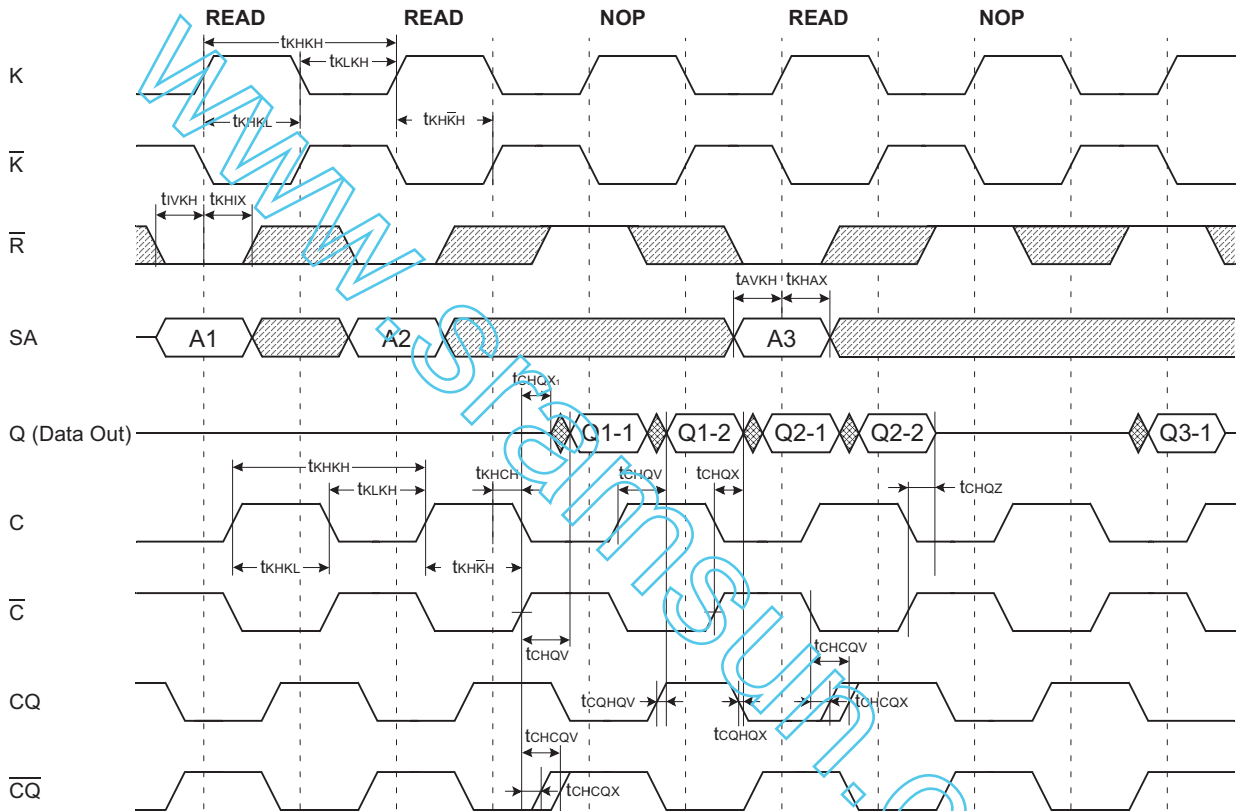 READ READ NOP READ NOP
tKHKH
tKLKH
K
tKHKL tKHK̅H
K̅
tIVKH tKHIX
R̅
tAVKH tKHAX
SA A1 A2 A3
tCHQX1
Q (Data Out) Q1-1 Q1-2 Q2-1 Q2-2 Q3-1
tKHKH tKHCH tCHQV tCHQX
tKLKH tCHQZ
C
tKHKL tKHK̅H
C̅
tCHQV tCHCQV
CQ tCQHQV tCHCQX
tCQHQX
tCHCQV
tCHCQX
C̅Q̅
www.sramsun.c